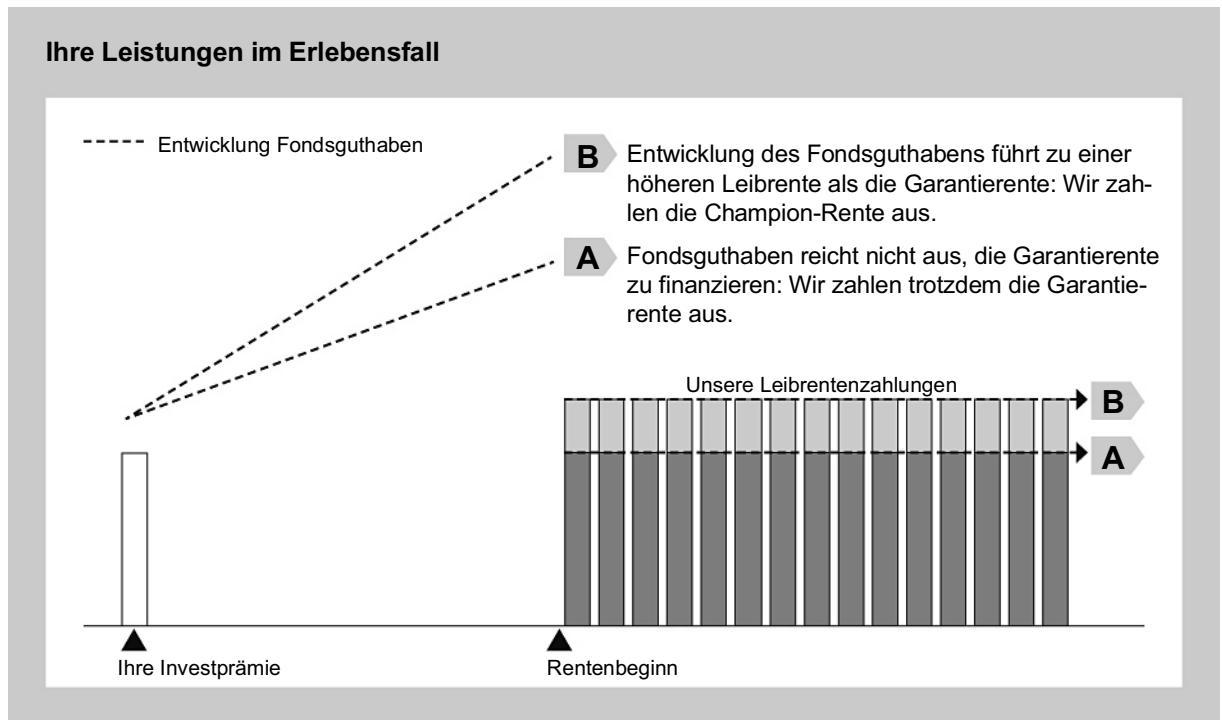 Ihre Leistungen im Erlebensfall
Entwicklung Fondsguthaben
B
Entwicklung des Fondsguthabens führt zu einer
höheren Leibrente als die Garantierente: Wir zah-
len die Champion-Rente aus.
A
Fondsguthaben reicht nicht aus, die Garantierente
zu finanzieren: Wir zahlen trotzdem die Garantie-
rente aus.
Unsere Leibrentenzahlungen
B
A
Ihre Investprämie
Rentenbeginn